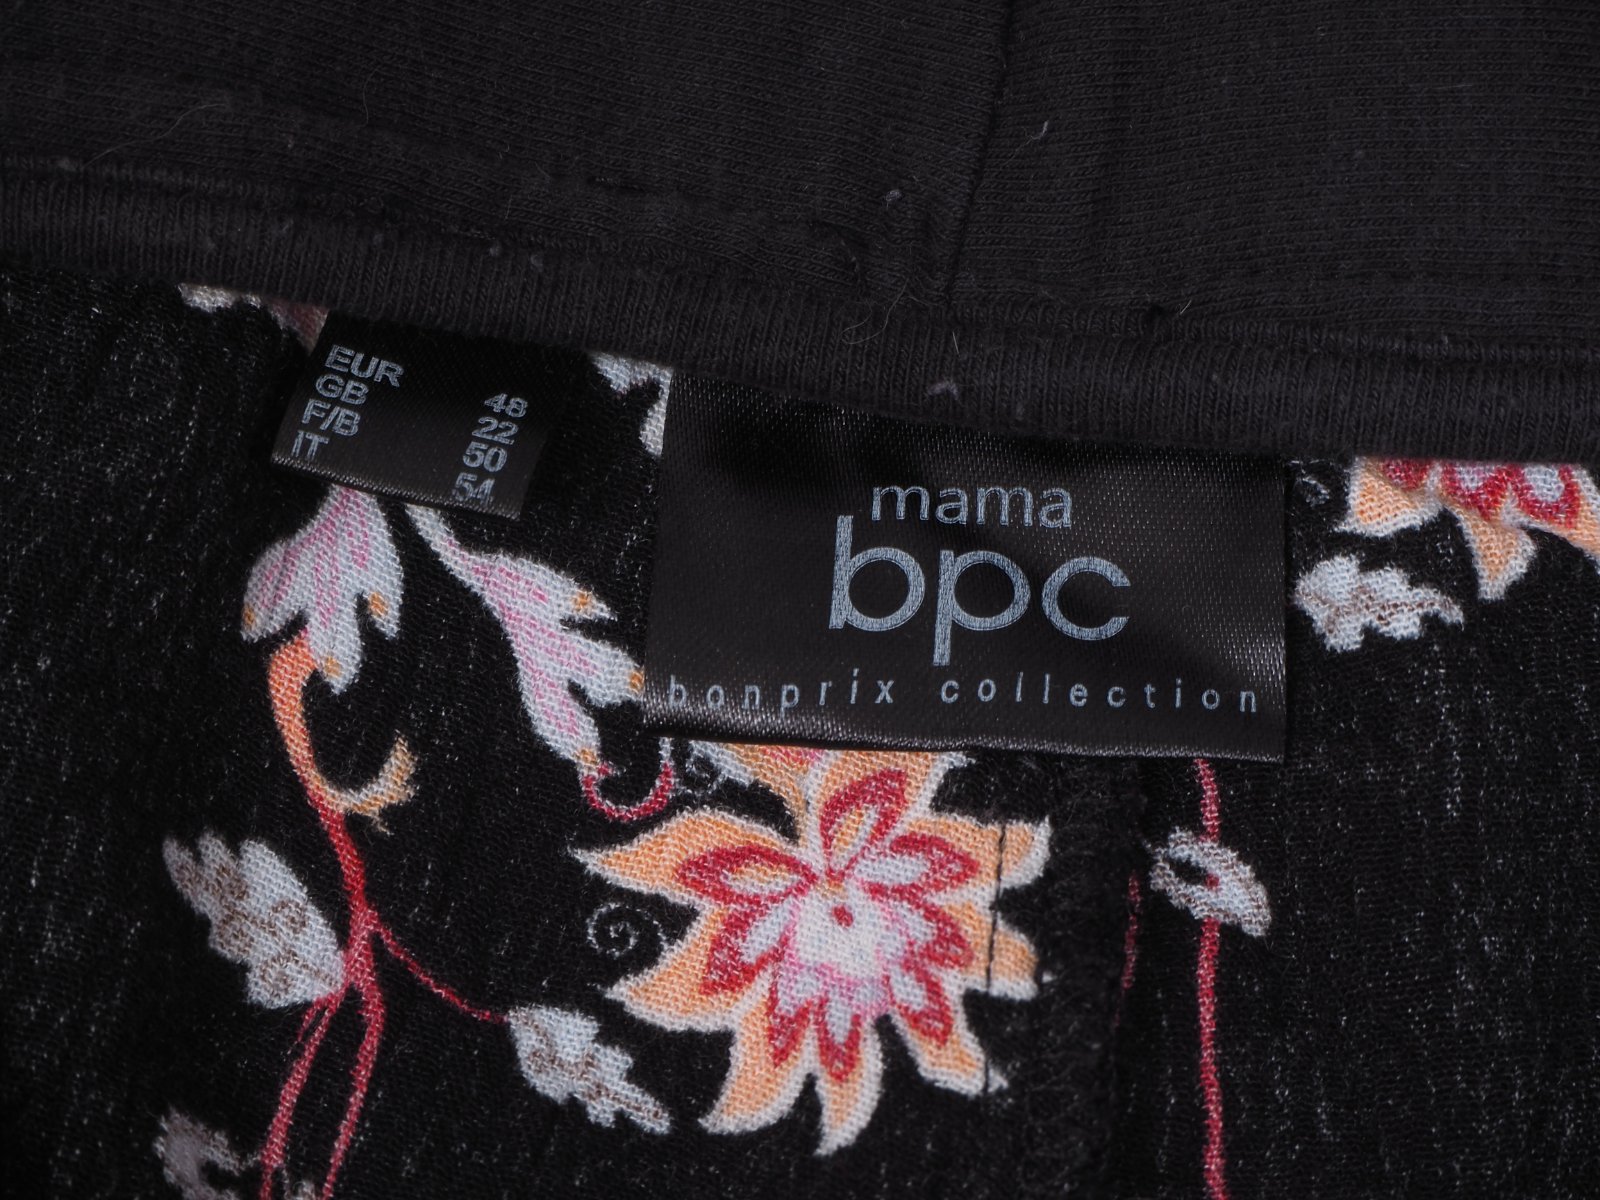 EUR 48
GB 22
F/B 50
IT 54
mama
bpc
bonprix collection